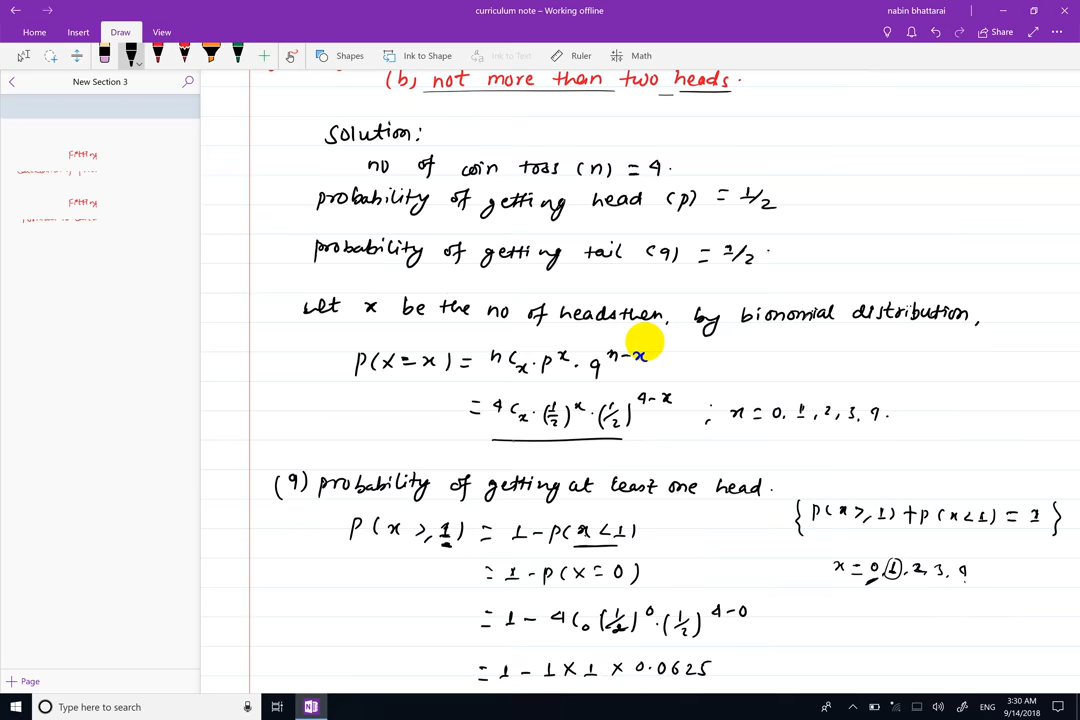 curriculum note – Working offline
nabin bhattarai
Home Insert Draw View
Share
Shapes Ink to Shape Ink to Text Ruler Math
New Section 3
(b) not more than two heads.
Solution:
no of coin toss (n) = 4.
probability of getting head (p) = 1/2
probability of getting tail (q) = 1/2.
Let x be the no of heads then, by bionomial distribution,
P(X=x) = nCx · p^x · q^n-x
= 4Cx · (1/2)^x · (1/2)^4-x ; x = 0, 1, 2, 3, 4.
(a) probability of getting at least one head.
P(x ≥ 1) = 1 - P(x < 1)
{ P(x ≥ 1) + P(x < 1) = 1 }
= 1 - P(x = 0)
x = 0, 1, 2, 3, 4
= 1 - 4C0 (1/2)^0 · (1/2)^4-0
= 1 - 1 × 1 × 0.0625
Page
Type here to search
ENG
3:30 AM
9/14/2018